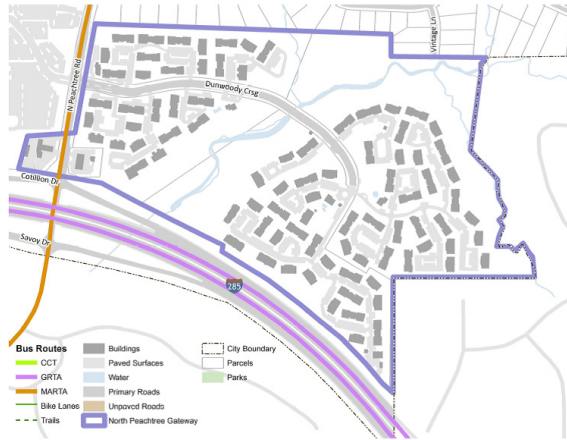 Vintage Ln
N Peachtree Rd
Dunwoody Crsg
Cotillion Dr
Savoy Dr
285
Bus Routes
CCT
GRTA
MARTA
Bike Lanes
Trails
Buildings
Paved Surfaces
Water
Primary Roads
Unpaved Roads
North Peachtree Gateway
City Boundary
Parcels
Parks